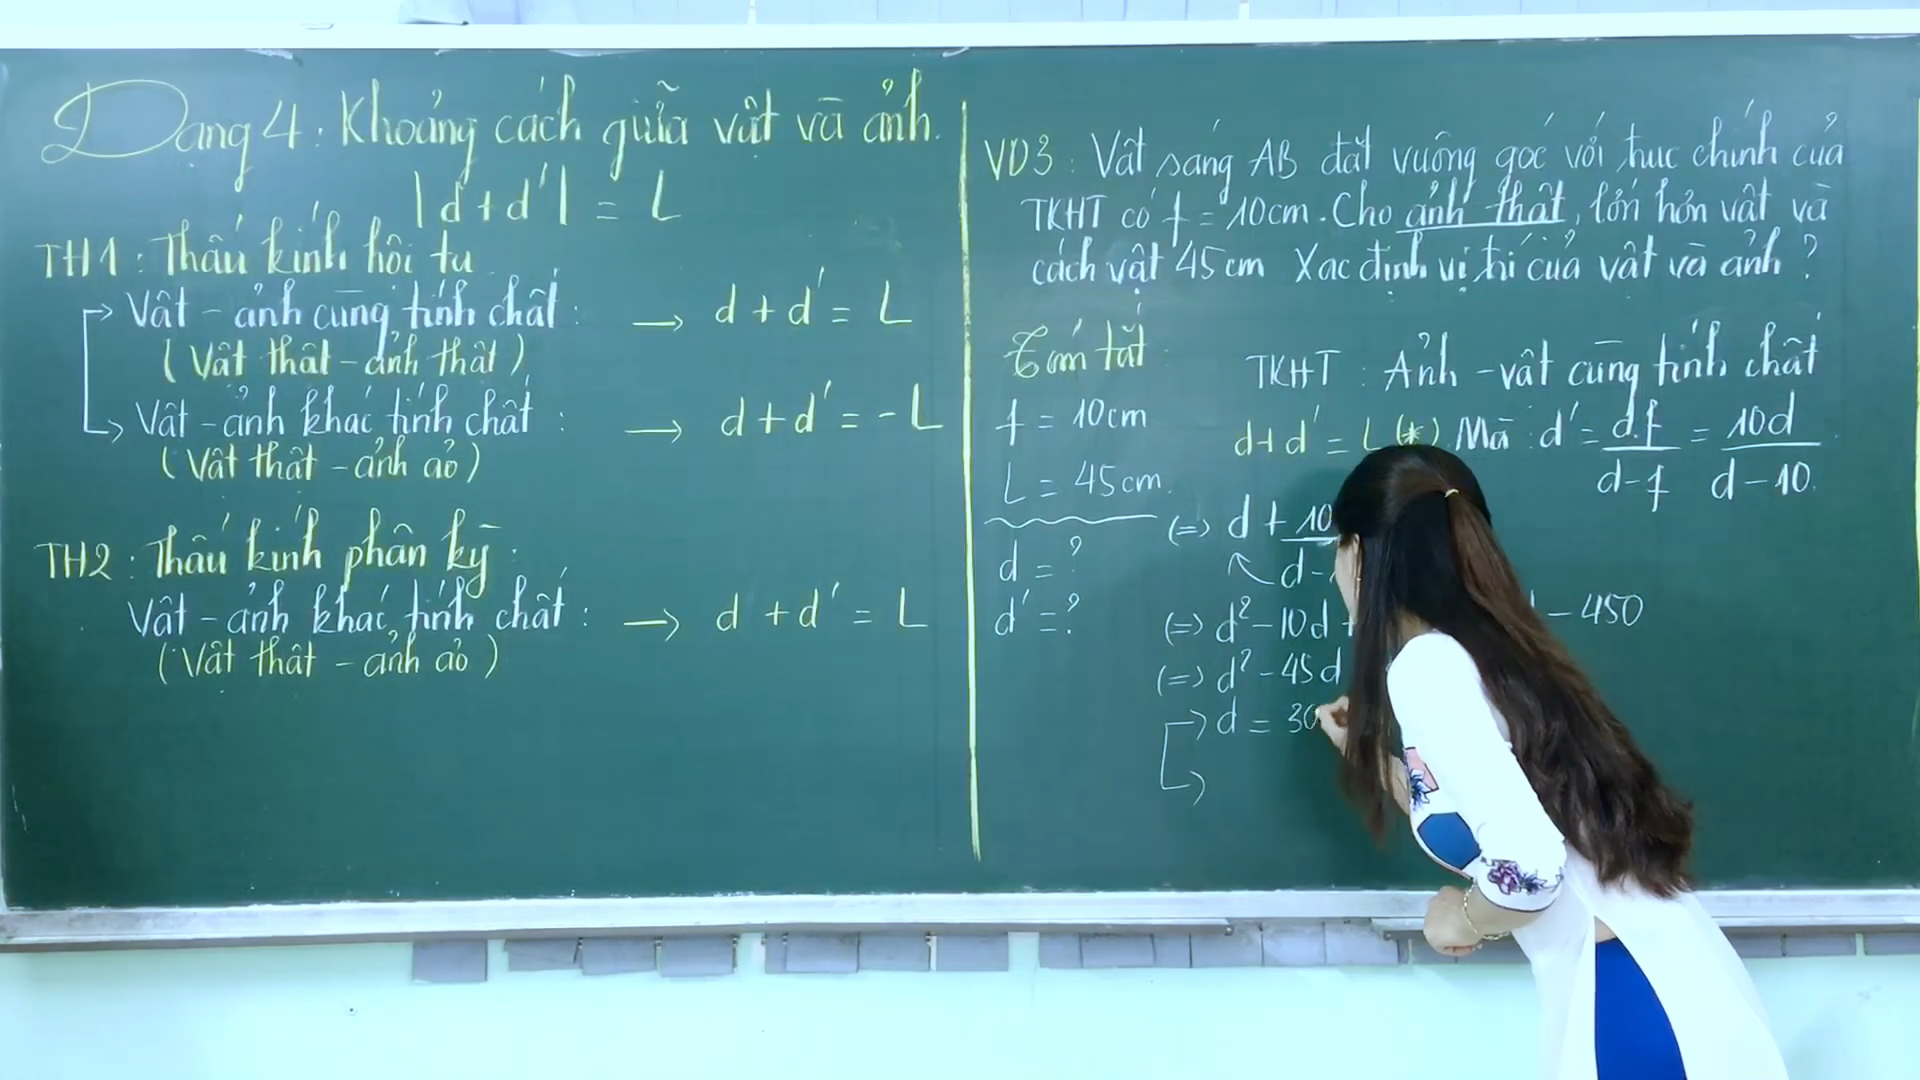 Dạng 4: Khoảng cách giữa vật và ảnh.
|d + d'| = L
TH1: Thấu kính hội tụ
Vật - ảnh cùng tính chất: → d + d' = L
(Vật thật - ảnh thật)
Vật - ảnh khác tính chất: → d + d' = -L
(Vật thật - ảnh ảo)
TH2: Thấu kính phân kỳ:
Vật - ảnh khác tính chất: → d + d' = L
(Vật thật - ảnh ảo)
VD3: Vật sáng AB đặt vuông góc với trục chính của
TKHT có f = 10cm. Cho ảnh thật, lớn hơn vật và
cách vật 45cm Xác định vị trí của vật và ảnh?
Tóm tắt
f = 10cm
L = 45cm.
d = ?
d' = ?
TKHT: Ảnh - vật cùng tính chất
d + d' = L (*). Mà: d' = d.f/d-f = 10d/d-10.
(=) d + 10
d-
(=) d² - 10d - 450
(=) d² - 45d
d = 30